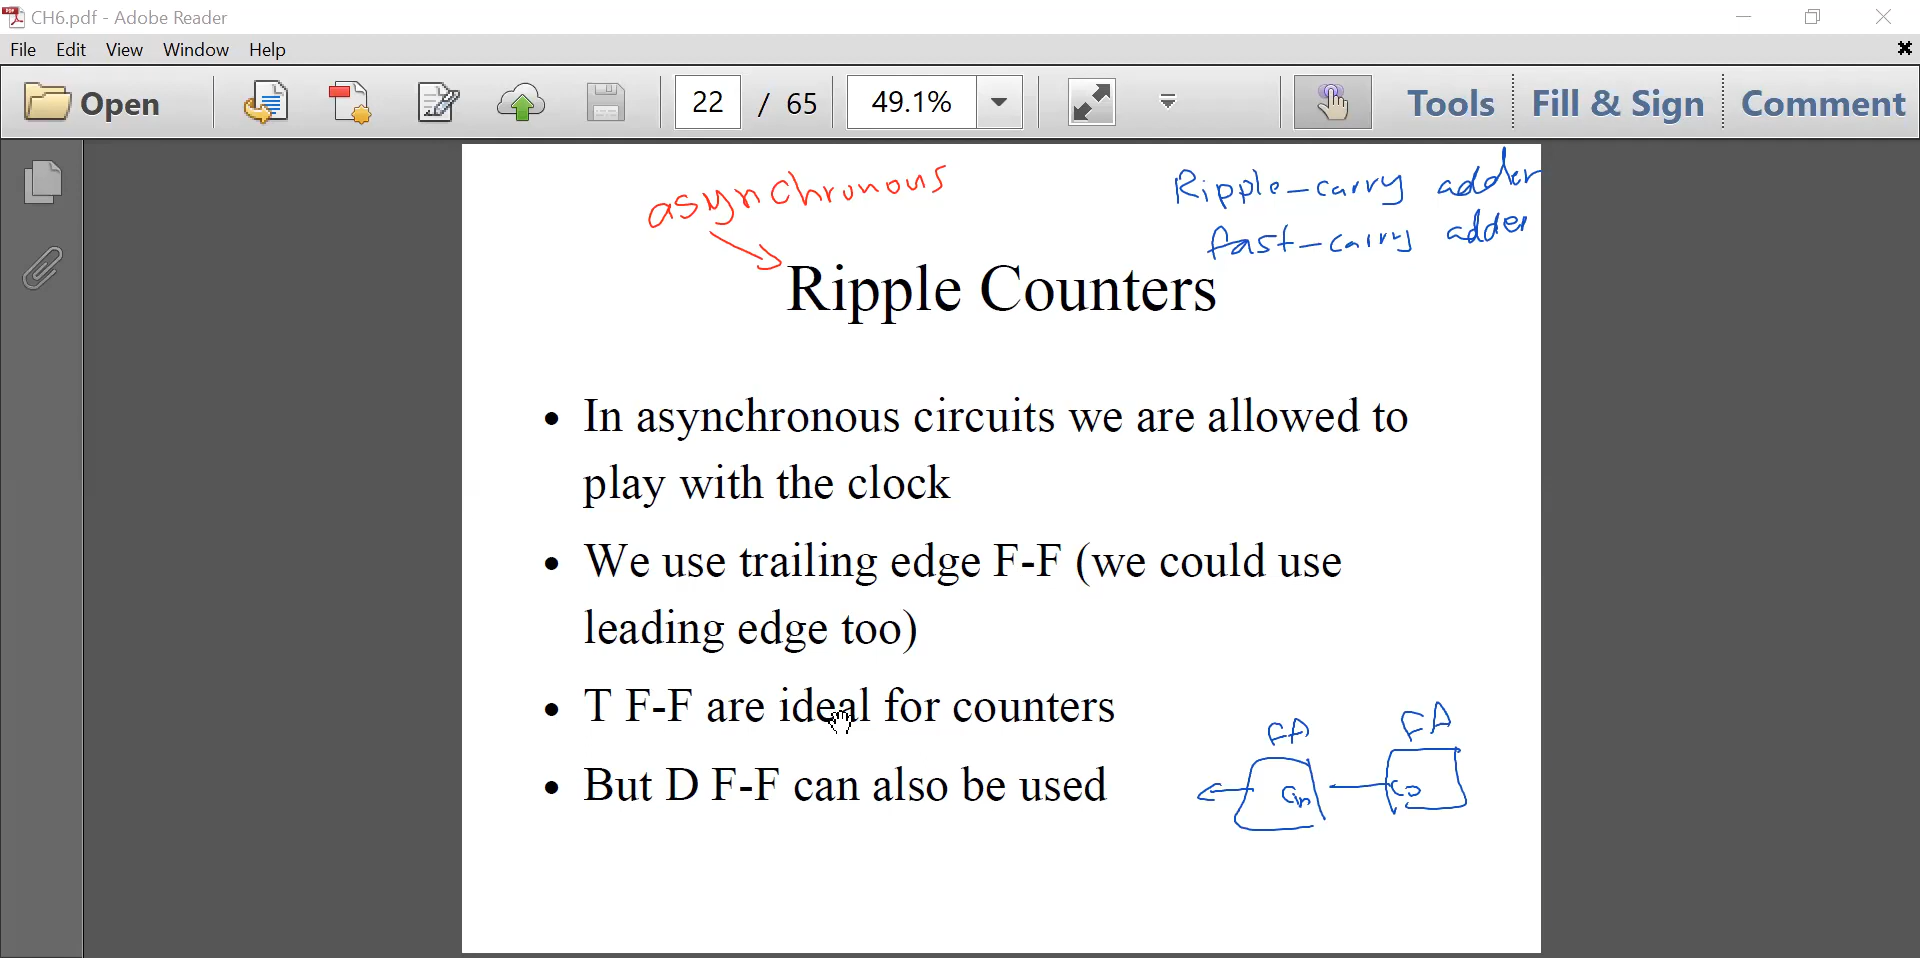 CH6.pdf - Adobe Reader
File Edit View Window Help
Open 22 / 65 49.1% Tools Fill & Sign Comment
asynchronous
Ripple-carry adder
fast-carry adder
Ripple Counters
• In asynchronous circuits we are allowed to
play with the clock
• We use trailing edge F-F (we could use
leading edge too)
• T F-F are ideal for counters
• But D F-F can also be used
FA FA
Cin Co